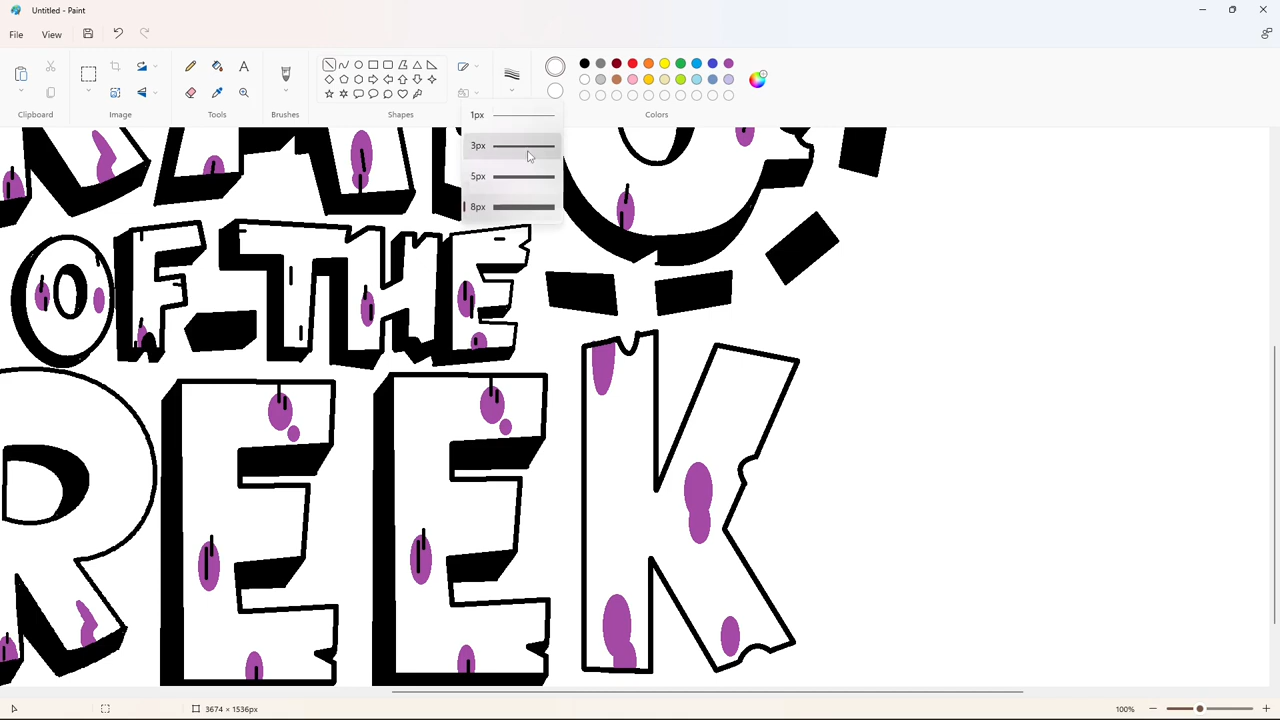 Untitled - Paint
File View
Clipboard Image Tools Brushes Shapes Colors
1px
3px
5px
8px
OF-THE
REEK
3674 × 1536px 100%